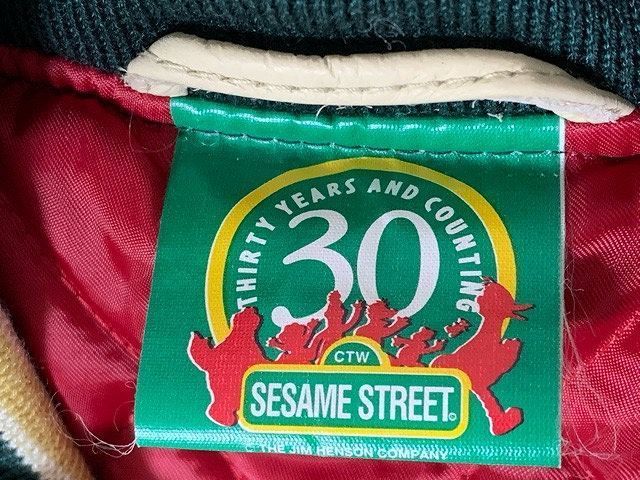 THIRTY YEARS AND COUNTING
30
CTW
SESAME STREET
© THE JIM HENSON COMPANY